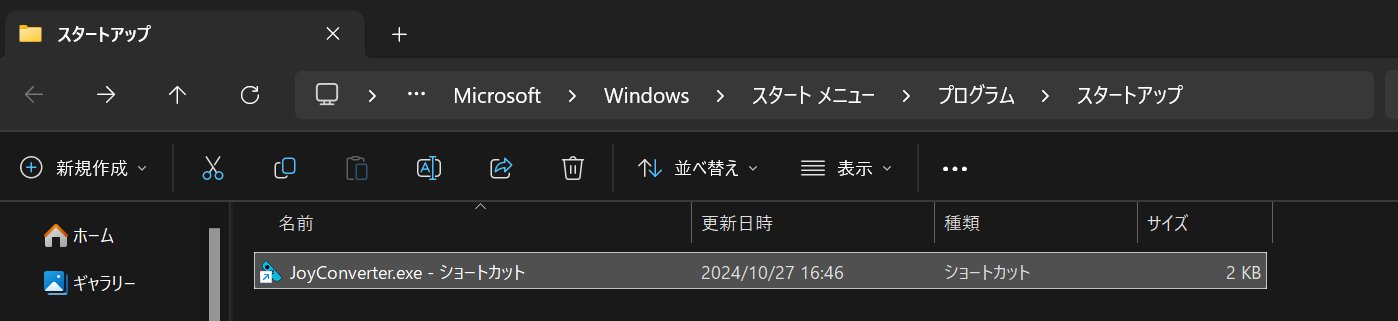 スタートアップ
Microsoft Windows スタート メニュー プログラム スタートアップ
新規作成 並べ替え 表示
名前 更新日時 種類 サイズ
ホーム
JoyConverter.exe - ショートカット 2024/10/27 16:46 ショートカット 2 KB
ギャラリー